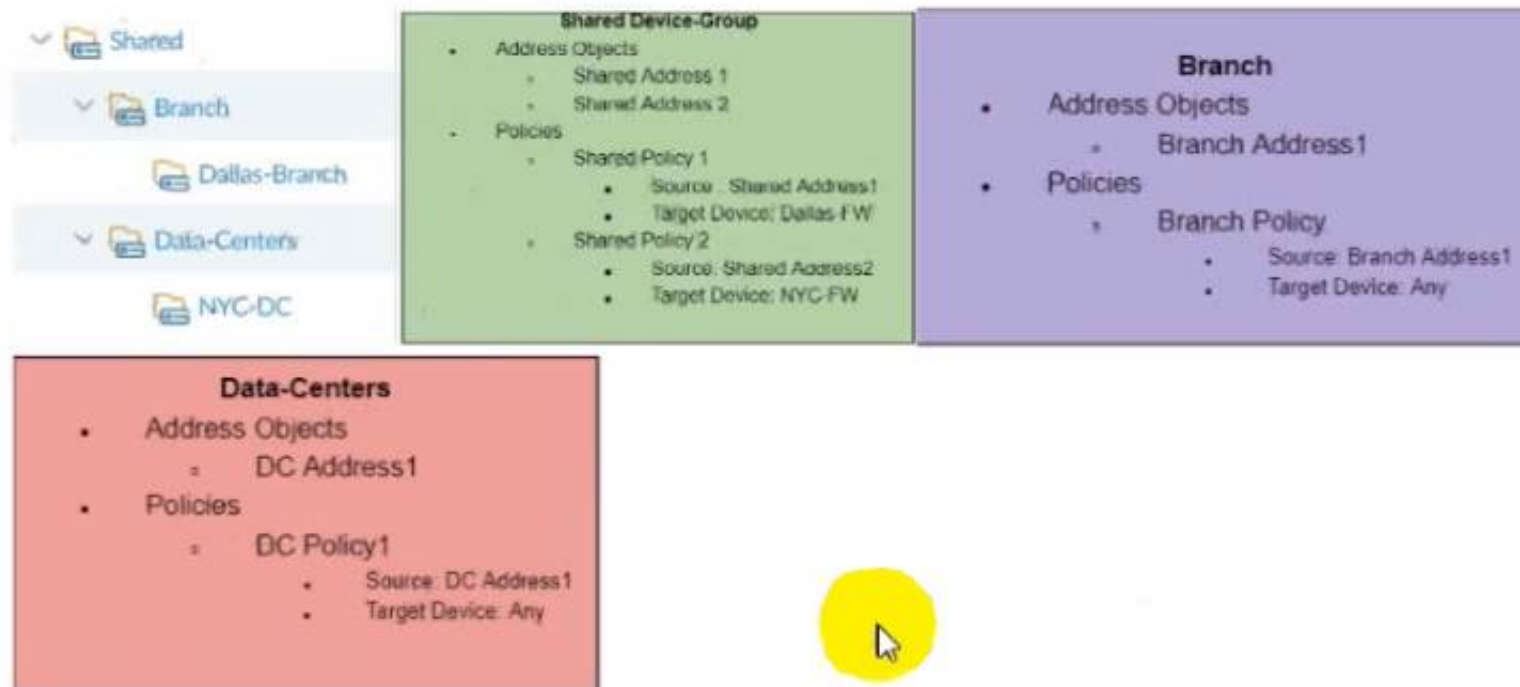 Shared
Branch
Dallas-Branch
Data-Centers
NYC-DC
Shared Device-Group
Address Objects
Shared Address 1
Shared Address 2
Policies
Shared Policy 1
Source : Shared Address1
Target Device: Dallas-FW
Shared Policy 2
Source: Shared Address2
Target Device: NYC-FW
Branch
Address Objects
Branch Address1
Policies
Branch Policy
Source: Branch Address1
Target Device: Any
Data-Centers
Address Objects
DC Address1
Policies
DC Policy1
Source: DC Address1
Target Device: Any